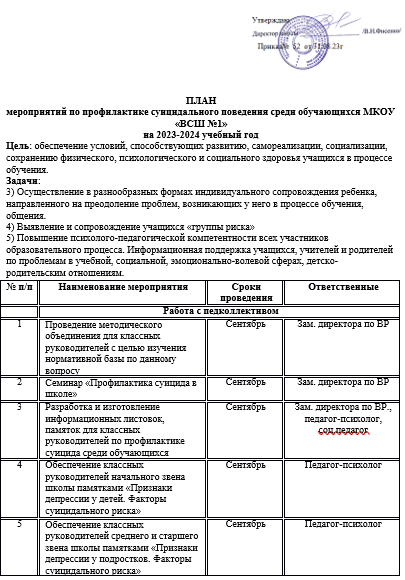 Утверждаю
Директор школы /В.Н.Фисенко/
Приказ № 52 от 31.08.23г
ПЛАН
мероприятий по профилактике суицидального поведения среди обучающихся МКОУ
«ВСШ №1»
на 2023-2024 учебный год
Цель: обеспечение условий, способствующих развитию, самореализации, социализации,
сохранению физического, психологического и социального здоровья учащихся в процессе
обучения.
Задачи:
3) Осуществление в разнообразных формах индивидуального сопровождения ребенка,
направленного на преодоление проблем, возникающих у него в процессе обучения,
общения.
4) Выявление и сопровождение учащихся «группы риска»
5) Повышение психолого-педагогической компетентности всех участников
образовательного процесса. Информационная поддержка учащихся, учителей и родителей
по проблемам в учебной, социальной, эмоционально-волевой сферах, детско-
родительским отношениям.
№ п/п Наименование мероприятия Сроки проведения Ответственные
Работа с педколлективом
1 Проведение методического Сентябрь Зам. директора по ВР
объединения для классных
руководителей с целью изучения
нормативной базы по данному
вопросу
2 Семинар «Профилактика суицида в Сентябрь Зам. директора по ВР
школе»
3 Разработка и изготовление Сентябрь Зам. директора по ВР.,
информационных листовок, педагог-психолог,
памяток для классных соц.педагог
руководителей по профилактике
суицида среди обучающихся
4 Обеспечение классных Сентябрь Педагог-психолог
руководителей начального звена
школы памятками «Признаки
депрессии у детей. Факторы
суицидального риска»
5 Обеспечение классных Сентябрь Педагог-психолог
руководителей среднего и старшего
звена школы памятками «Признаки
депрессии у подростков. Факторы
суицидального риска»